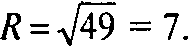 R = √49 = 7.